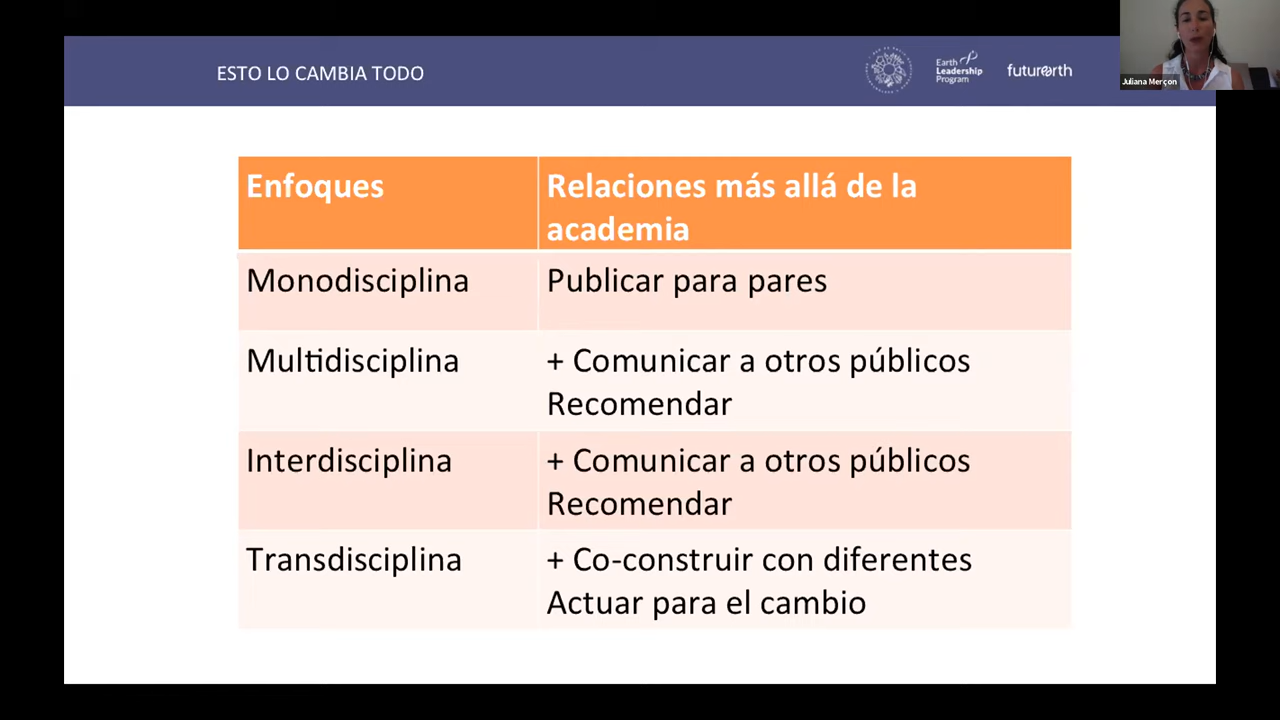 ESTO LO CAMBIA TODO
Earth
Leadership
Program
futurearth
Juliana Merçon
Enfoques
Relaciones más allá de la
academia
Monodisciplina
Publicar para pares
Multidisciplina
+ Comunicar a otros públicos
Recomendar
Interdisciplina
+ Comunicar a otros públicos
Recomendar
Transdisciplina
+ Co-construir con diferentes
Actuar para el cambio